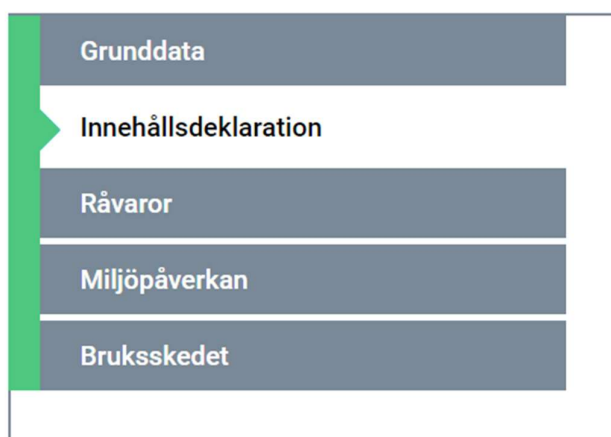 Grunddata
Innehållsdeklaration
Råvaror
Miljöpåverkan
Bruksskedet